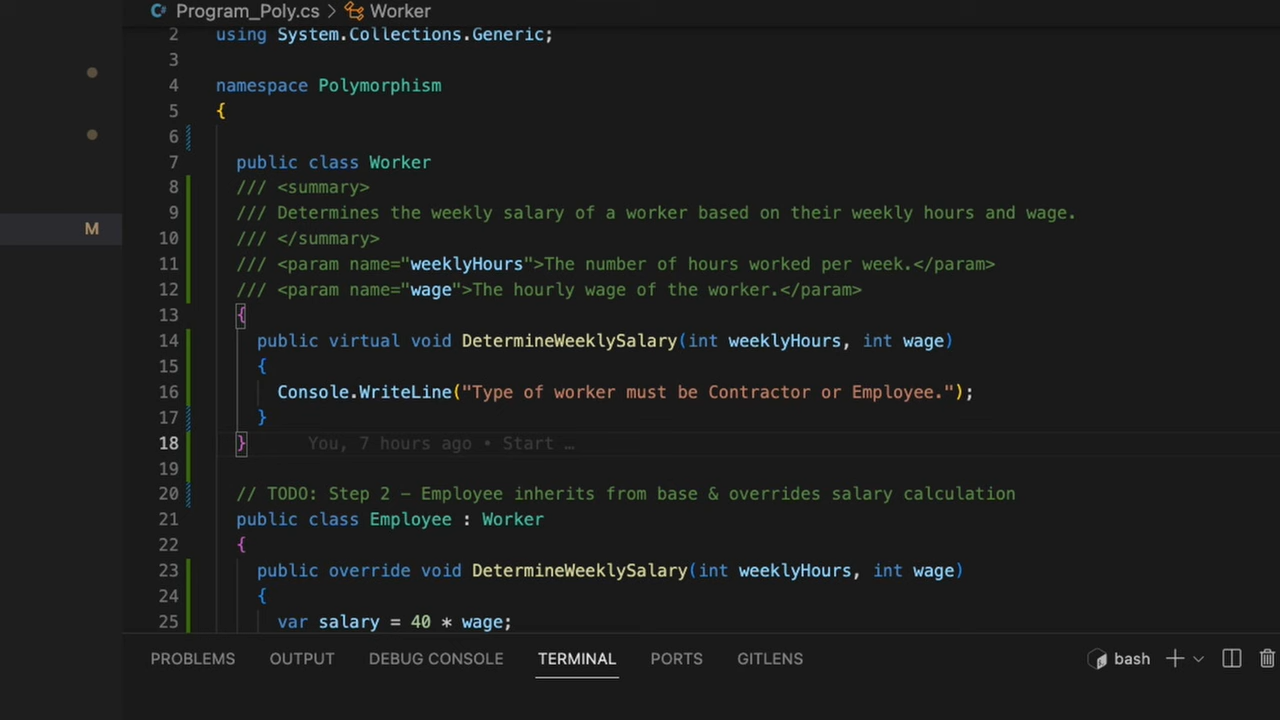 Program_Poly.cs > Worker
2 using System.Collections.Generic;
3
4 namespace Polymorphism
5 {
6
7 public class Worker
8 /// <summary>
9 /// Determines the weekly salary of a worker based on their weekly hours and wage.
10 /// </summary>
11 /// <param name="weeklyHours">The number of hours worked per week.</param>
12 /// <param name="wage">The hourly wage of the worker.</param>
13 {
14 public virtual void DetermineWeeklySalary(int weeklyHours, int wage)
15 {
16 Console.WriteLine("Type of worker must be Contractor or Employee.");
17 }
18 } You, 7 hours ago • Start …
19
M
20 // TODO: Step 2 – Employee inherits from base & overrides salary calculation
21 public class Employee : Worker
22 {
23 public override void DetermineWeeklySalary(int weeklyHours, int wage)
24 {
25 var salary = 40 * wage;
PROBLEMS OUTPUT DEBUG CONSOLE TERMINAL PORTS GITLENS bash